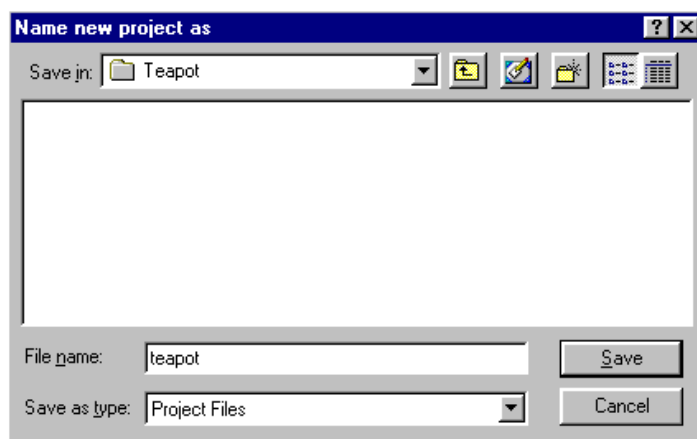 Name new project as
Save in: Teapot
File name: teapot Save
Save as type: Project Files Cancel